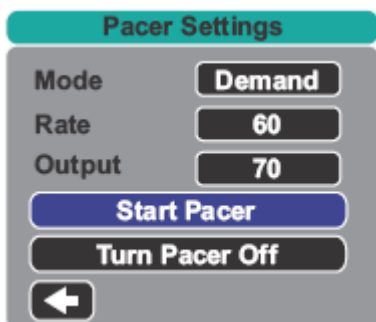 Pacer Settings
Mode Demand
Rate 60
Output 70
Start Pacer
Turn Pacer Off